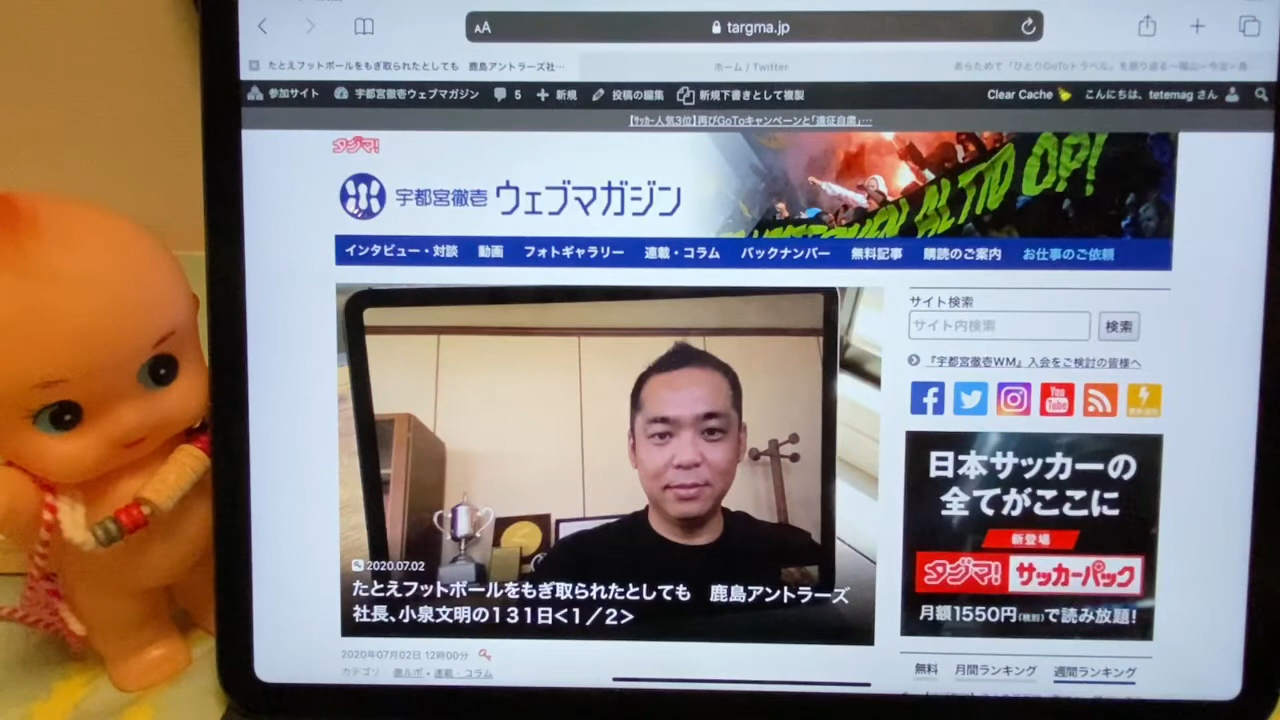 AA targma.jp
たとえフットボールをもぎ取られたとしても 鹿島アントラーズ社…
ホーム / Twitter
あらためて「ひとりGoToトラベル」を振り返る
参加サイト 宇都宮徹壱ウェブマガジン 5 新規 投稿の編集 新規下書きとして複製 Clear Cache こんにちは、tetemag さん
【サッカー人気3位】再びGoToキャンペーンと「遠征自粛」…
タグマ!
宇都宮徹壱 ウェブマガジン
ALTIJD OP!
インタビュー・対談 動画 フォトギャラリー 連載・コラム バックナンバー 無料記事 購読のご案内 お仕事のご依頼
サイト検索
サイト内検索 検索
『宇都宮徹壱WM』入会をご検討の皆様へ
You Tube
日本サッカーの
全てがここに
新登場
タグマ! サッカーパック
月額1550円(税別)で読み放題!
2020.07.02
たとえフットボールをもぎ取られたとしても 鹿島アントラーズ
社長、小泉文明の131日<1/2>
2020年07月02日 12時00分
カテゴリ 徹ルポ・連載・コラム
無料 月間ランキング 週間ランキング